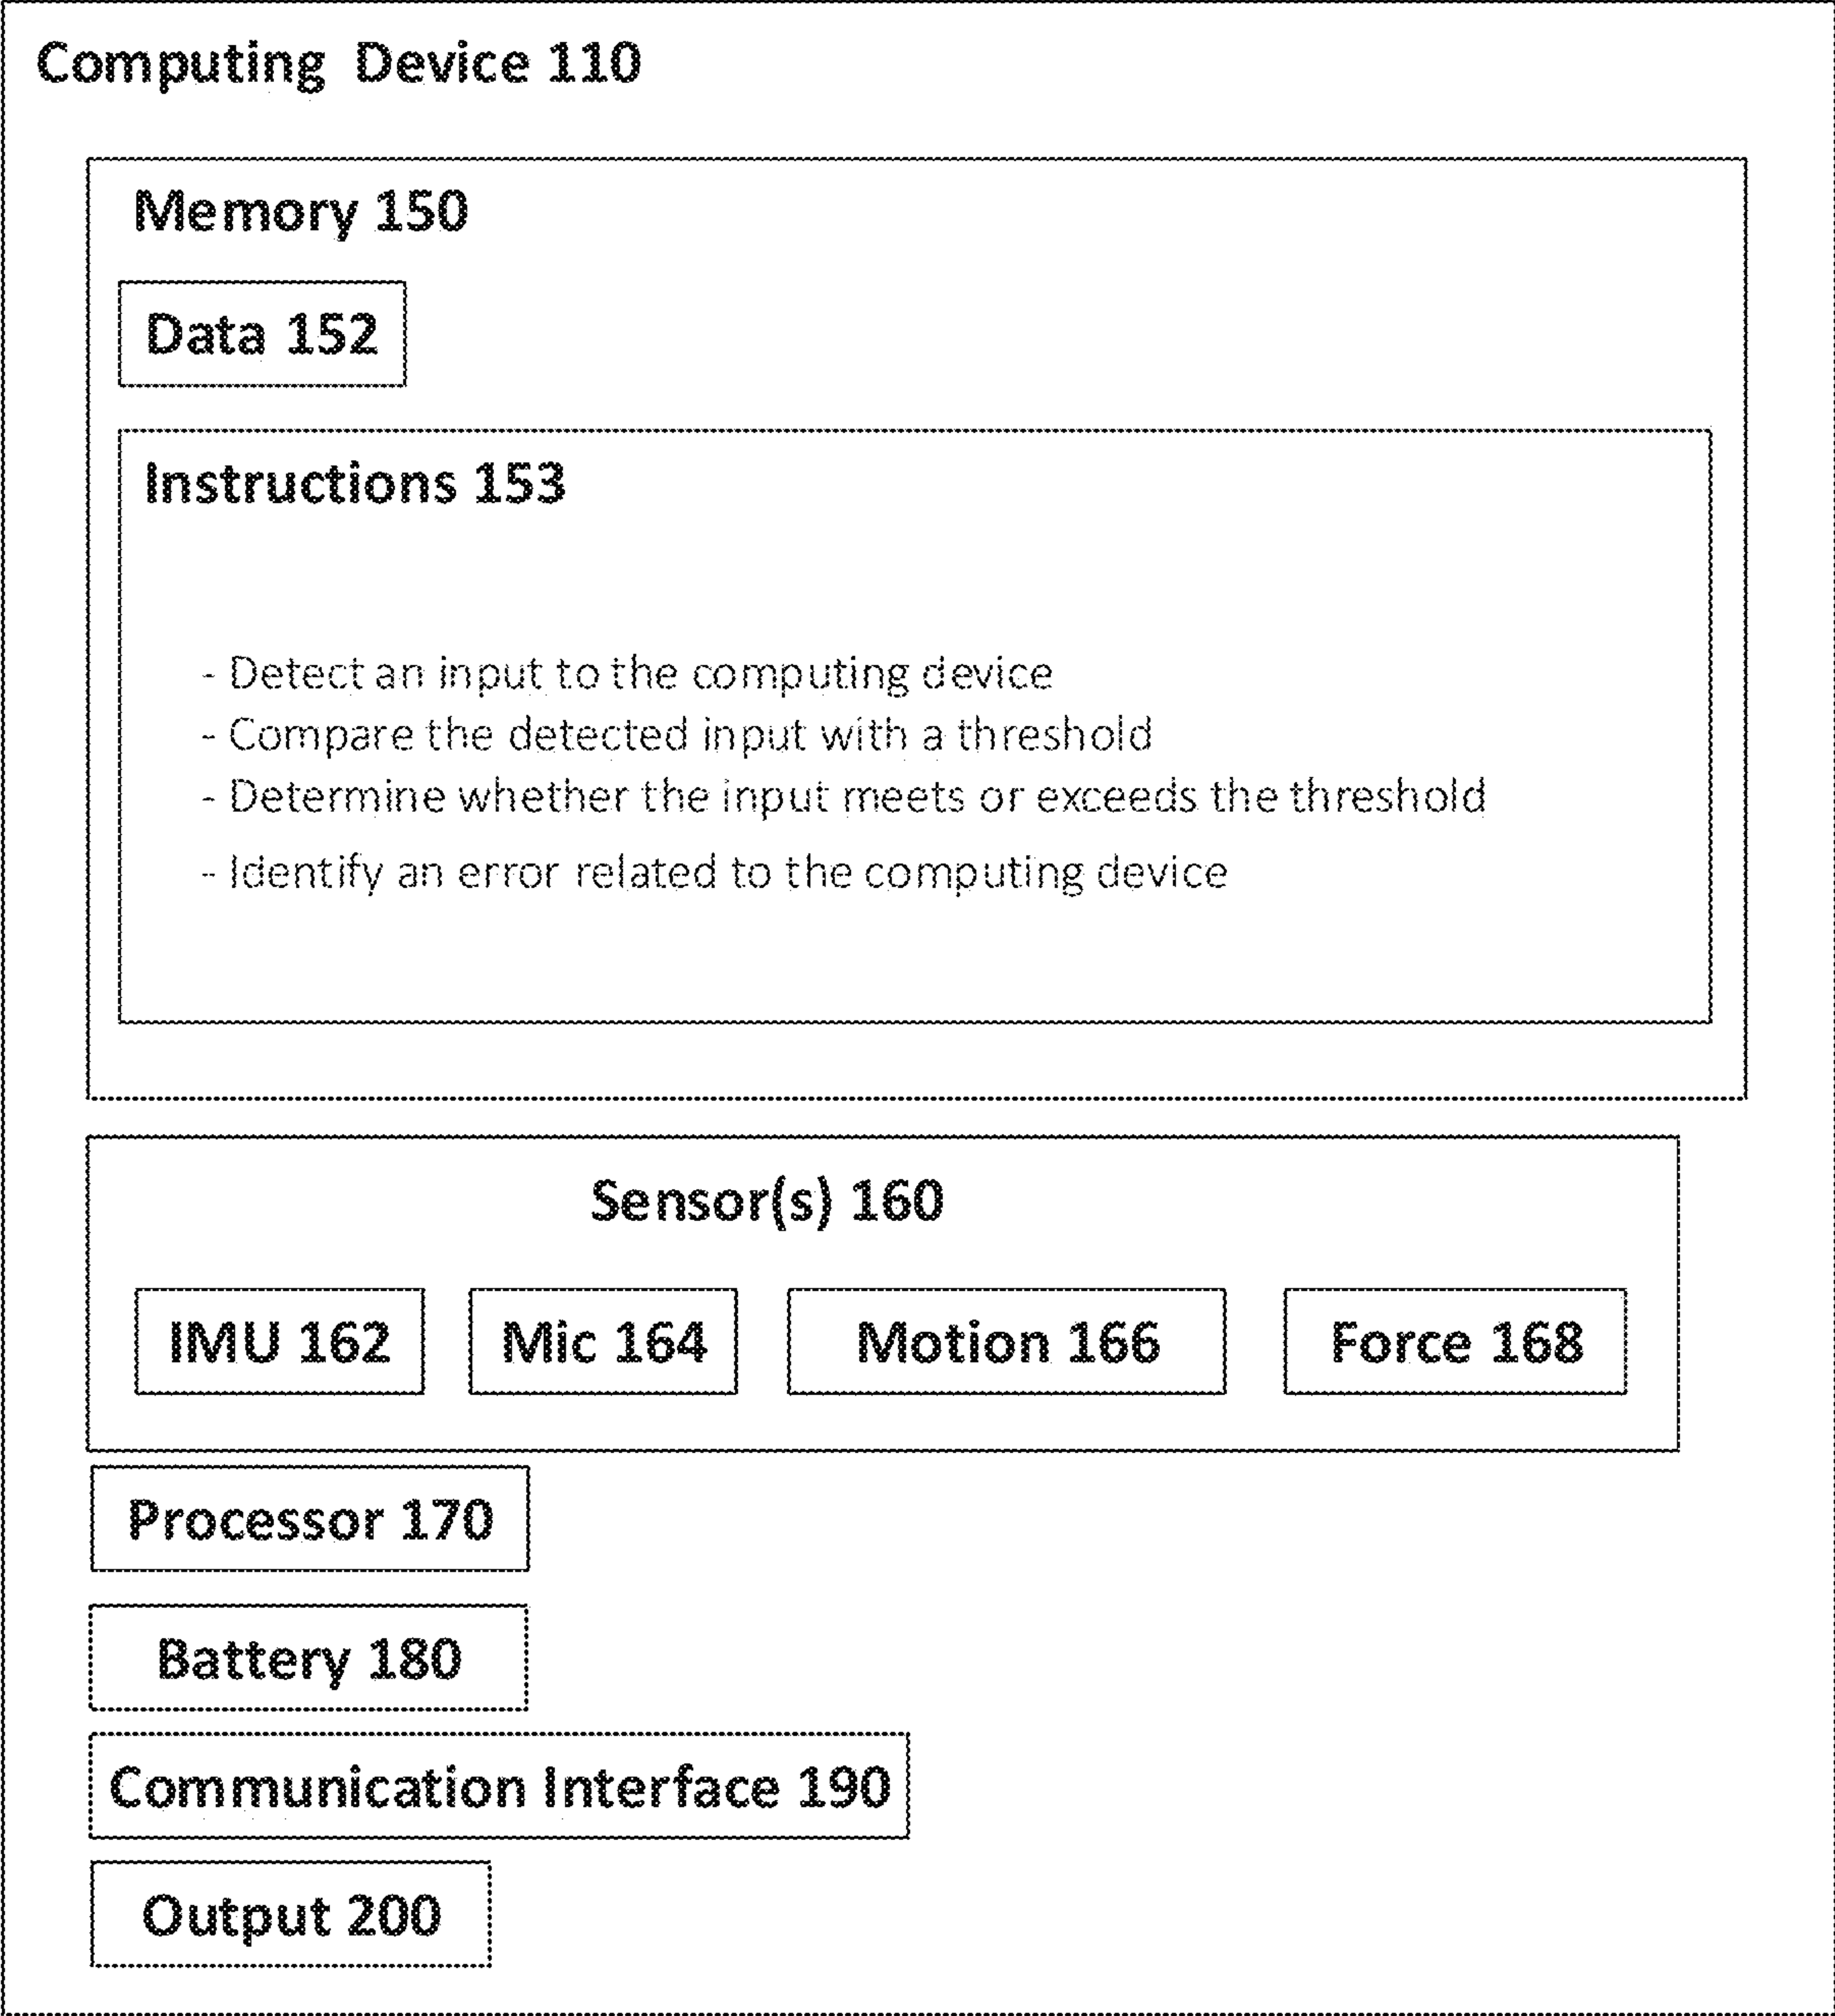 Computing Device 110
Memory 150
Data 152
Instructions 153
- Detect an input to the computing device
- Compare the detected input with a threshold
- Determine whether the input meets or exceeds the threshold
- Identify an error related to the computing device
Sensor(s) 160
IMU 162 Mic 164 Motion 166 Force 168
Processor 170
Battery 180
Communication Interface 190
Output 200